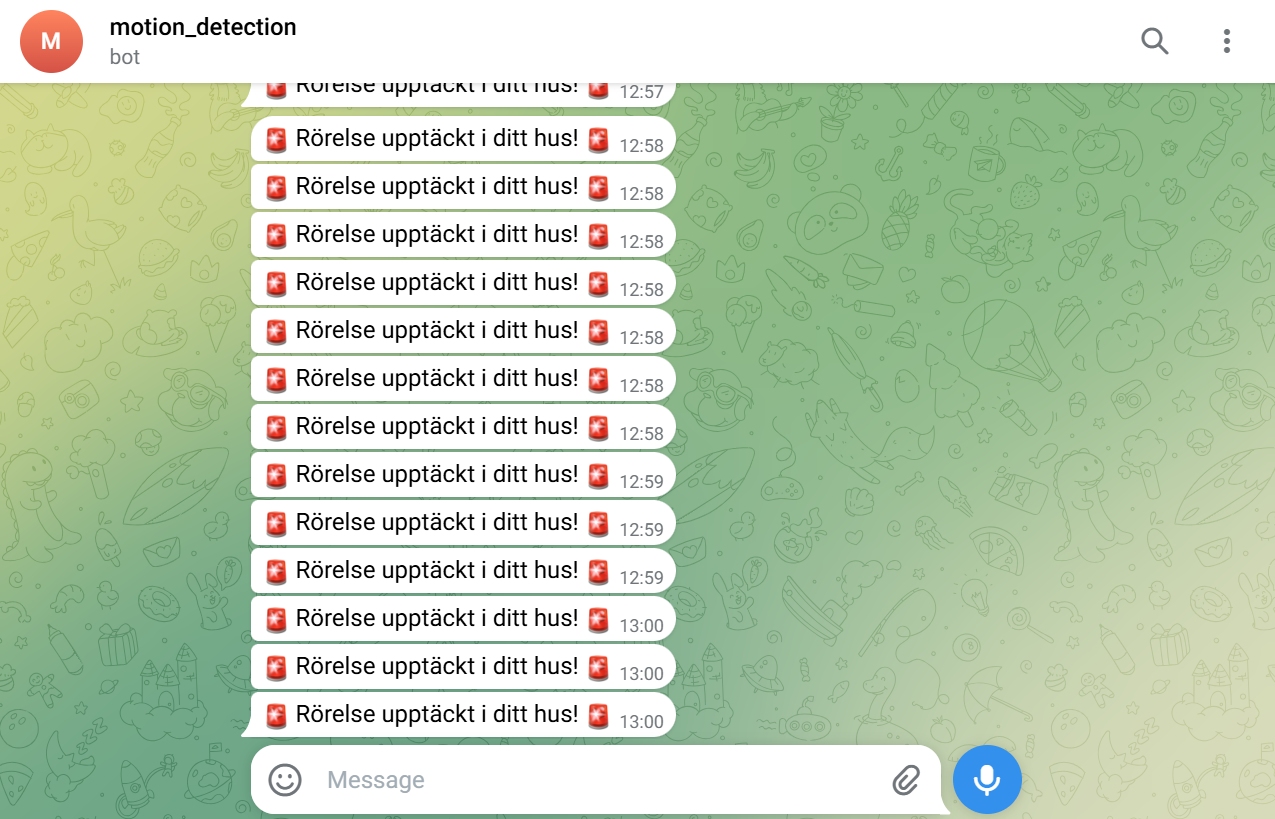 M
motion_detection
bot
🚨 Rörelse upptäckt i ditt hus! 🚨 12:57
🚨 Rörelse upptäckt i ditt hus! 🚨 12:58
🚨 Rörelse upptäckt i ditt hus! 🚨 12:58
🚨 Rörelse upptäckt i ditt hus! 🚨 12:58
🚨 Rörelse upptäckt i ditt hus! 🚨 12:58
🚨 Rörelse upptäckt i ditt hus! 🚨 12:58
🚨 Rörelse upptäckt i ditt hus! 🚨 12:58
🚨 Rörelse upptäckt i ditt hus! 🚨 12:58
🚨 Rörelse upptäckt i ditt hus! 🚨 12:59
🚨 Rörelse upptäckt i ditt hus! 🚨 12:59
🚨 Rörelse upptäckt i ditt hus! 🚨 12:59
🚨 Rörelse upptäckt i ditt hus! 🚨 13:00
🚨 Rörelse upptäckt i ditt hus! 🚨 13:00
🚨 Rörelse upptäckt i ditt hus! 🚨 13:00
Message